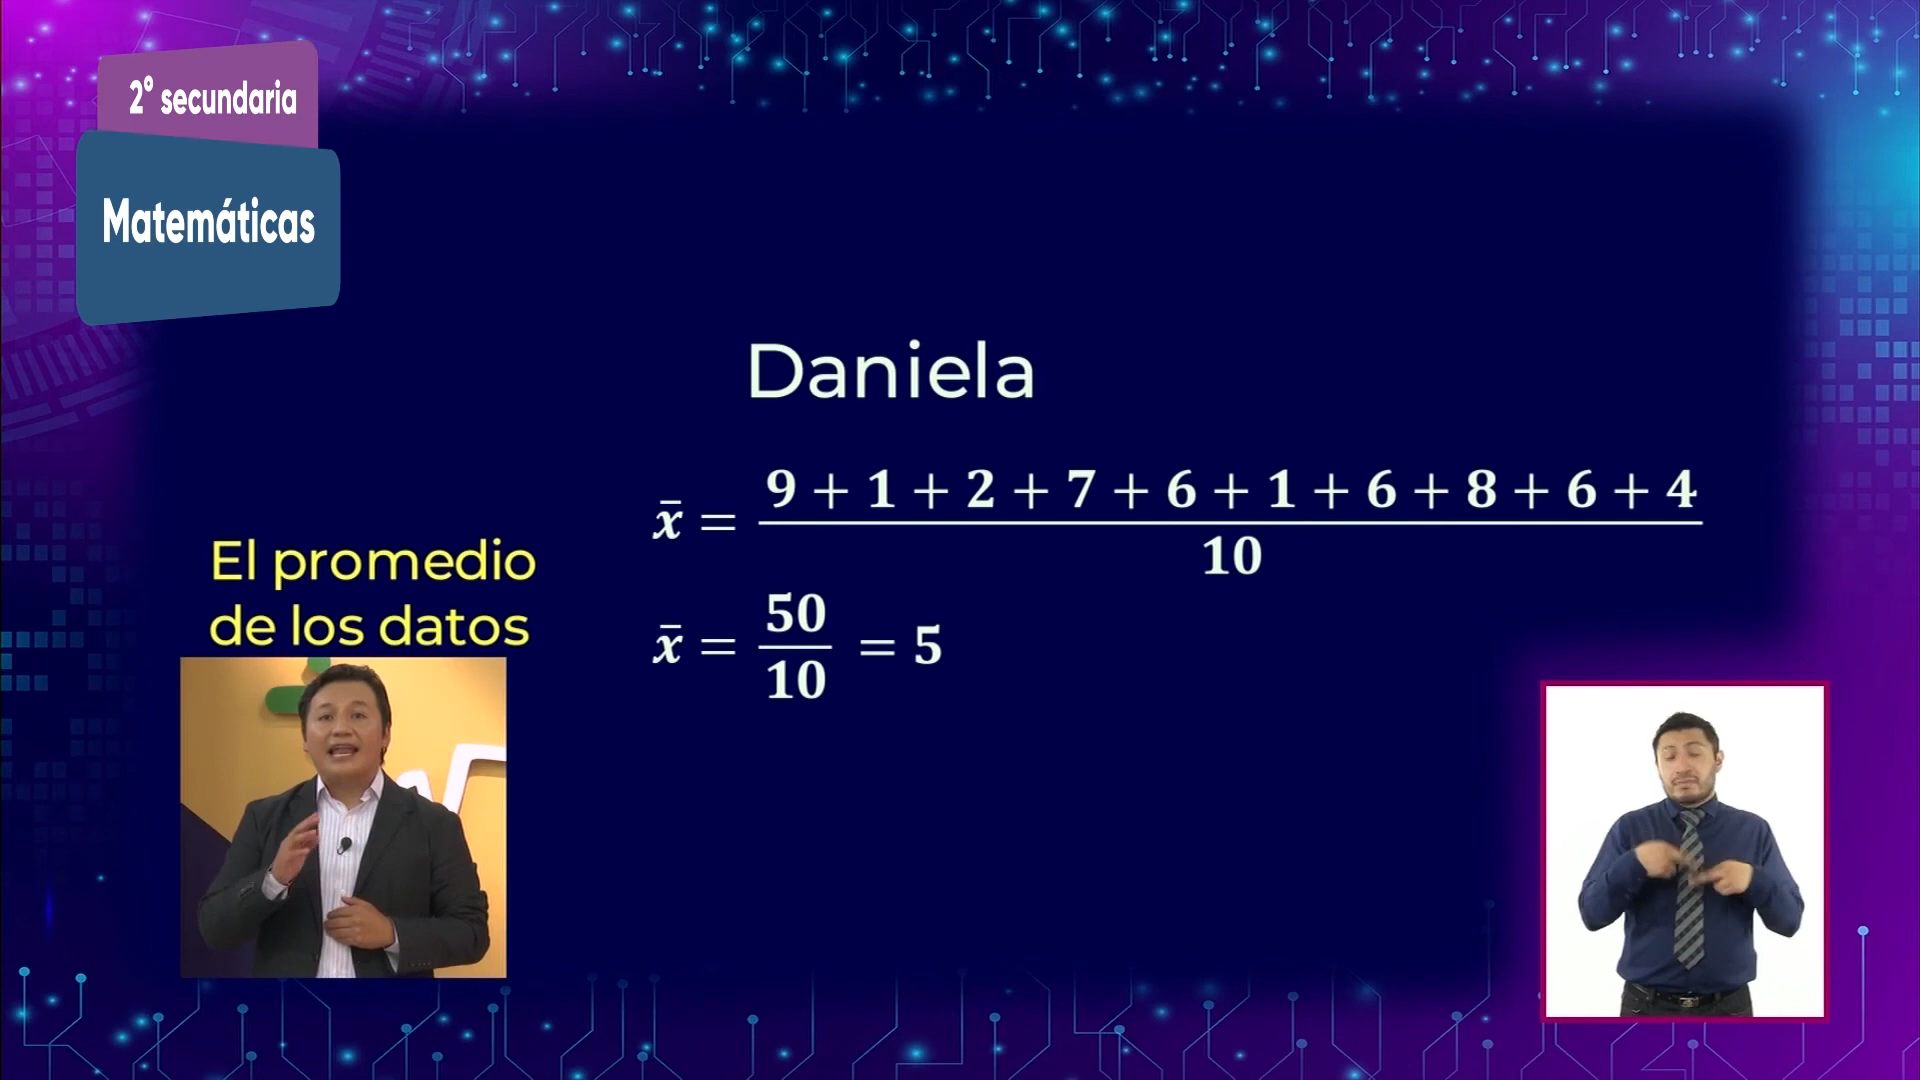 2° secundaria
Matemáticas
Daniela
x̄ = 9 + 1 + 2 + 7 + 6 + 1 + 6 + 8 + 6 + 4 / 10
El promedio
de los datos
x̄ = 50 / 10 = 5